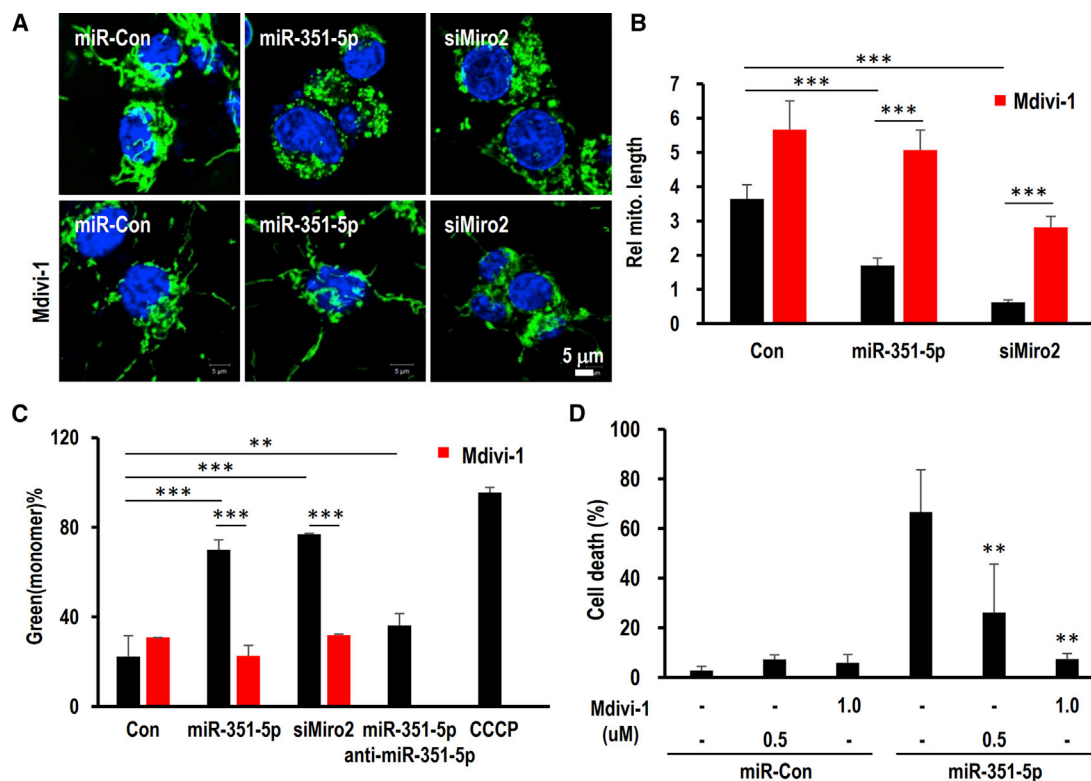 A
miR-Con
miR-351-5p
siMiro2
Mdivi-1
miR-Con
miR-351-5p
siMiro2
5 μm
5 μm
5 μm
B
Rel mito. length
7
6
5
4
3
2
1
0
***
***
***
***
Mdivi-1
Con
miR-351-5p
siMiro2
C
Green(monomer)%
120
80
40
0
**
***
***
***
***
Mdivi-1
Con
miR-351-5p
siMiro2
miR-351-5p
anti-miR-351-5p
CCCP
D
Cell death (%)
100
80
60
40
20
0
**
**
Mdivi-1 - - 1.0 - - 1.0
(uM) - 0.5 - - 0.5 -
miR-Con
miR-351-5p